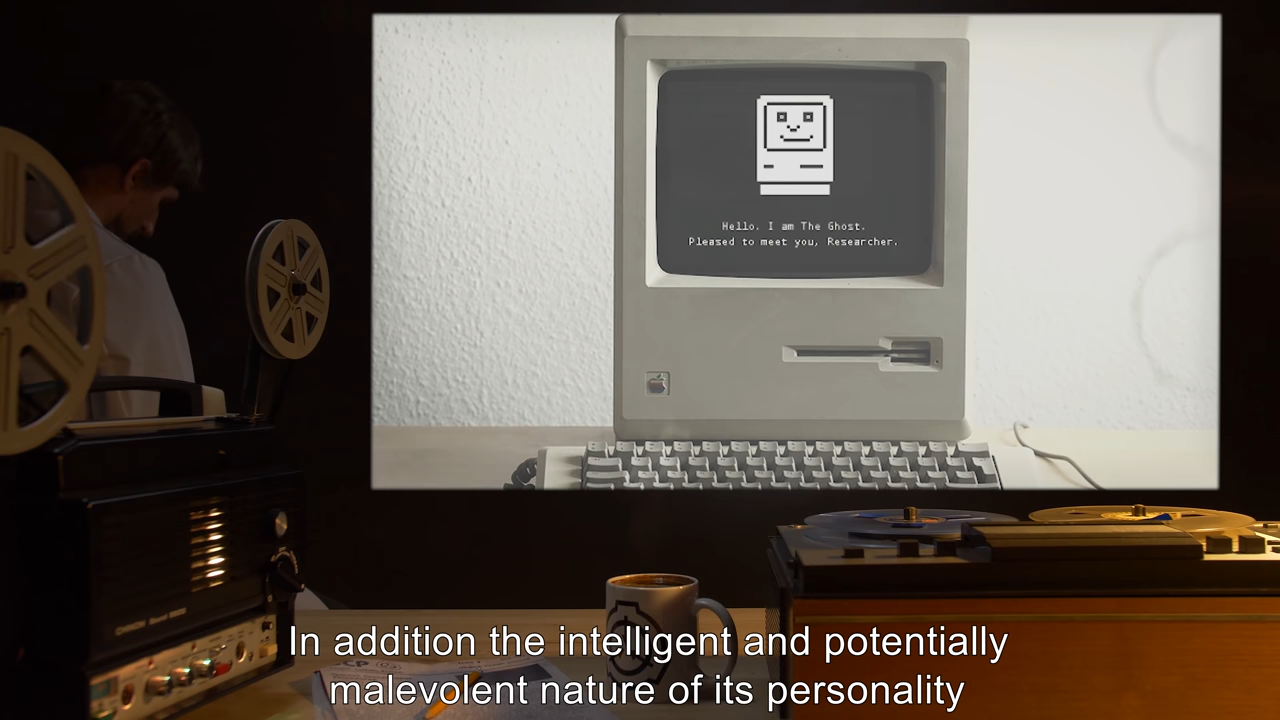 Hello. I am The Ghost.
Pleased to meet you, Researcher.
CP
In addition the intelligent and potentially
malevolent nature of its personality